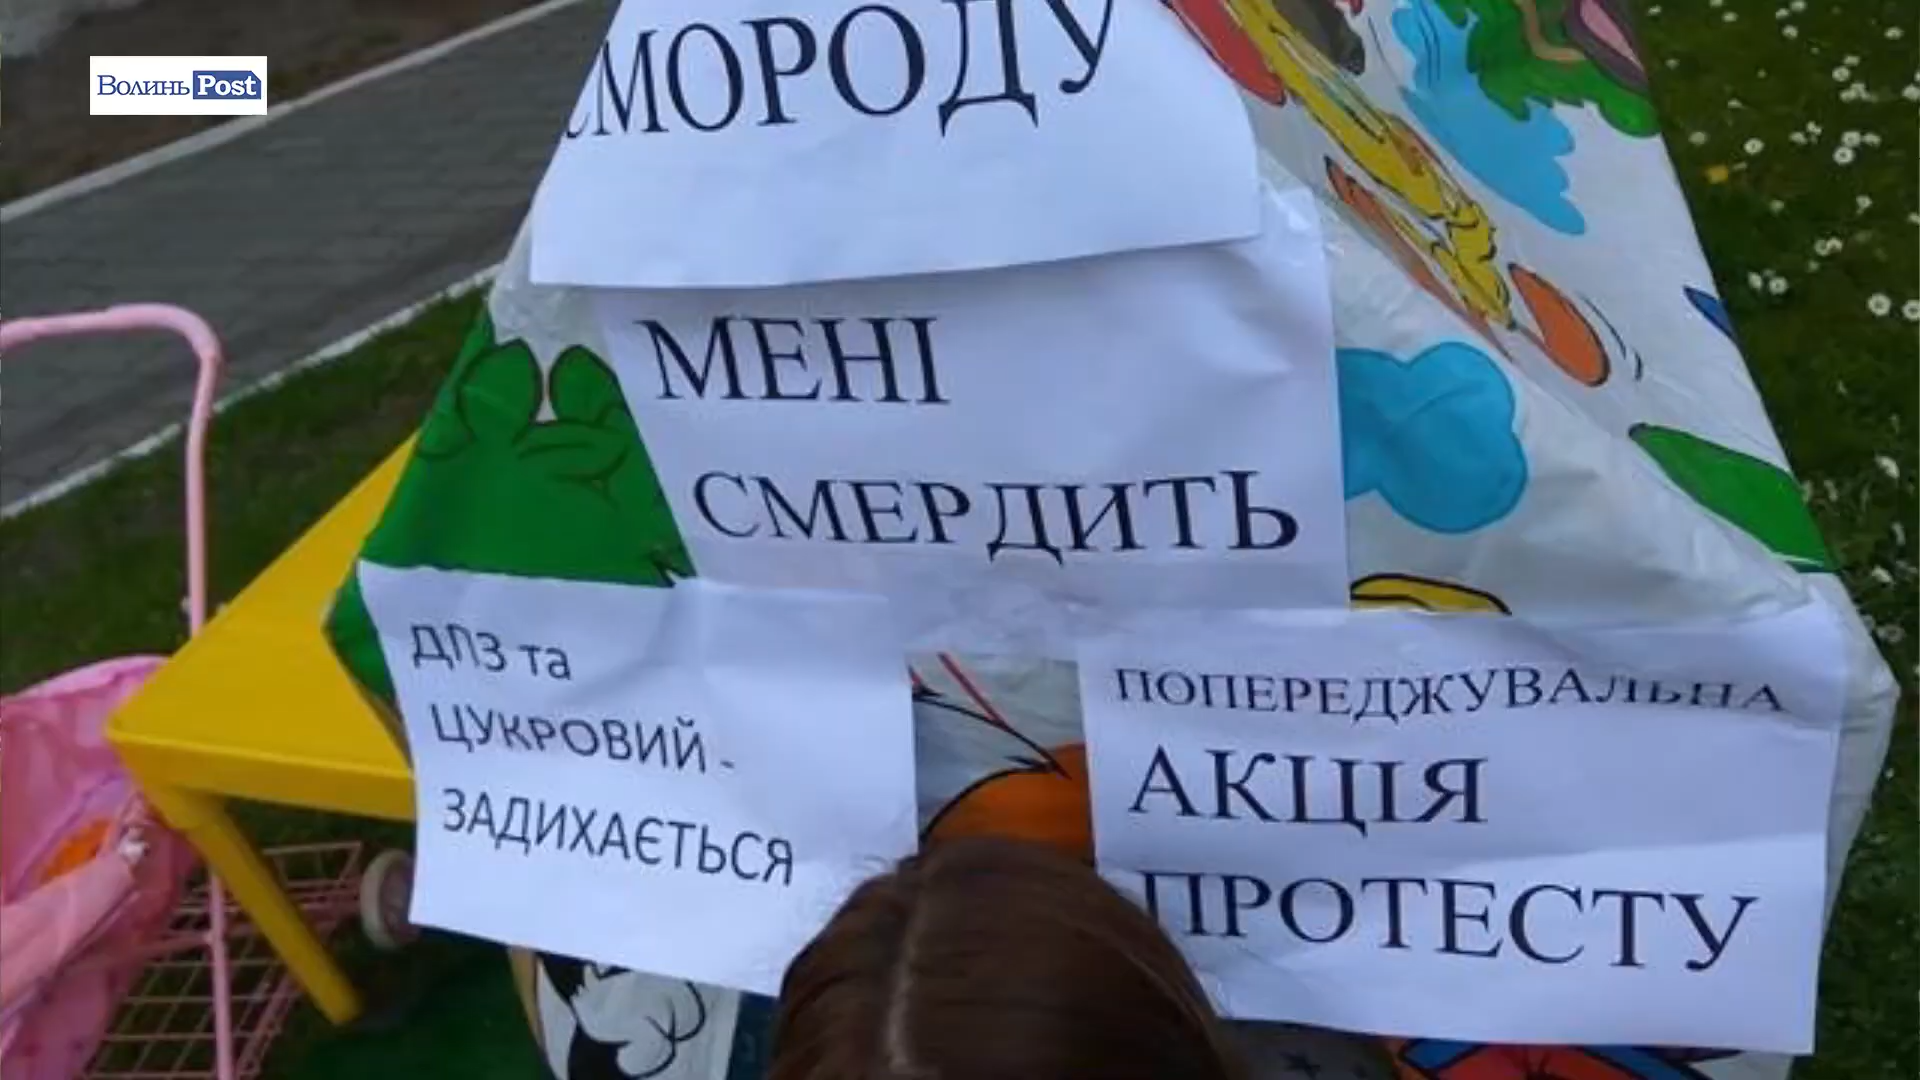 Волинь Post
СМОРОДУ
МЕНІ
СМЕРДИТЬ
ДПЗ та
ЦУКРОВИЙ -
ЗАДИХАЄТЬСЯ
ПОПЕРЕДЖУВАЛЬНА
АКЦІЯ
ПРОТЕСТУ